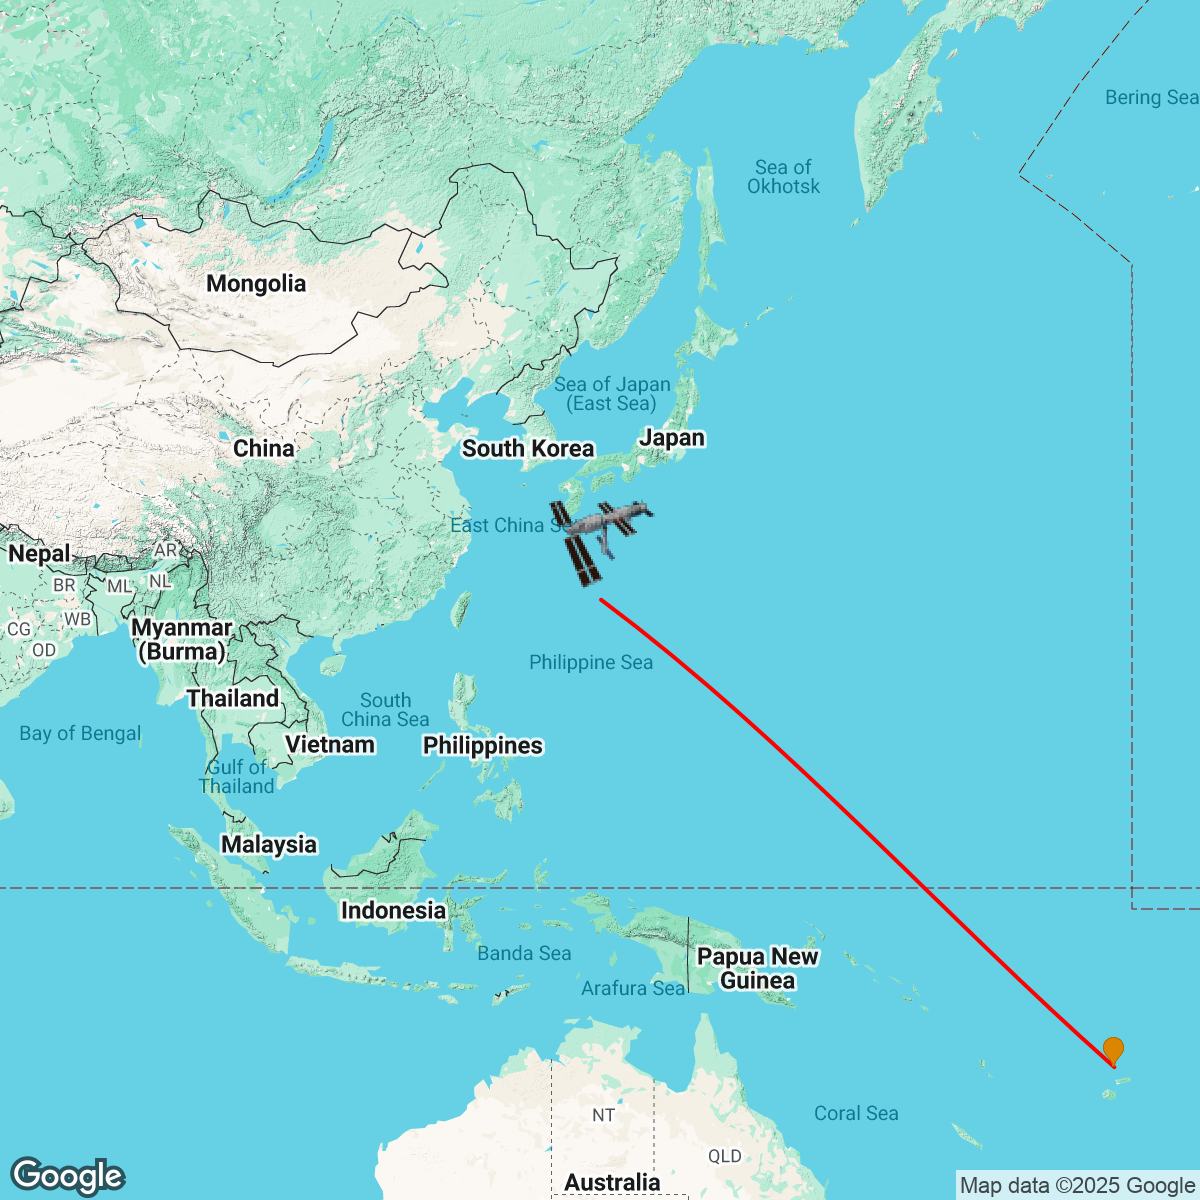 Bering Sea
Sea of
Okhotsk
Mongolia
Sea of Japan
(East Sea)
Japan
South Korea
China
East China S
Nepal
AR
BR
ML
NL
WB
CG
OD
Myanmar
(Burma)
Philippine Sea
Thailand
South
China Sea
Bay of Bengal
Vietnam
Philippines
Gulf of
Thailand
Malaysia
Indonesia
Banda Sea
Papua New
Guinea
Arafura Sea
Coral Sea
NT
QLD
Australia
Google
Map data ©2025 Google